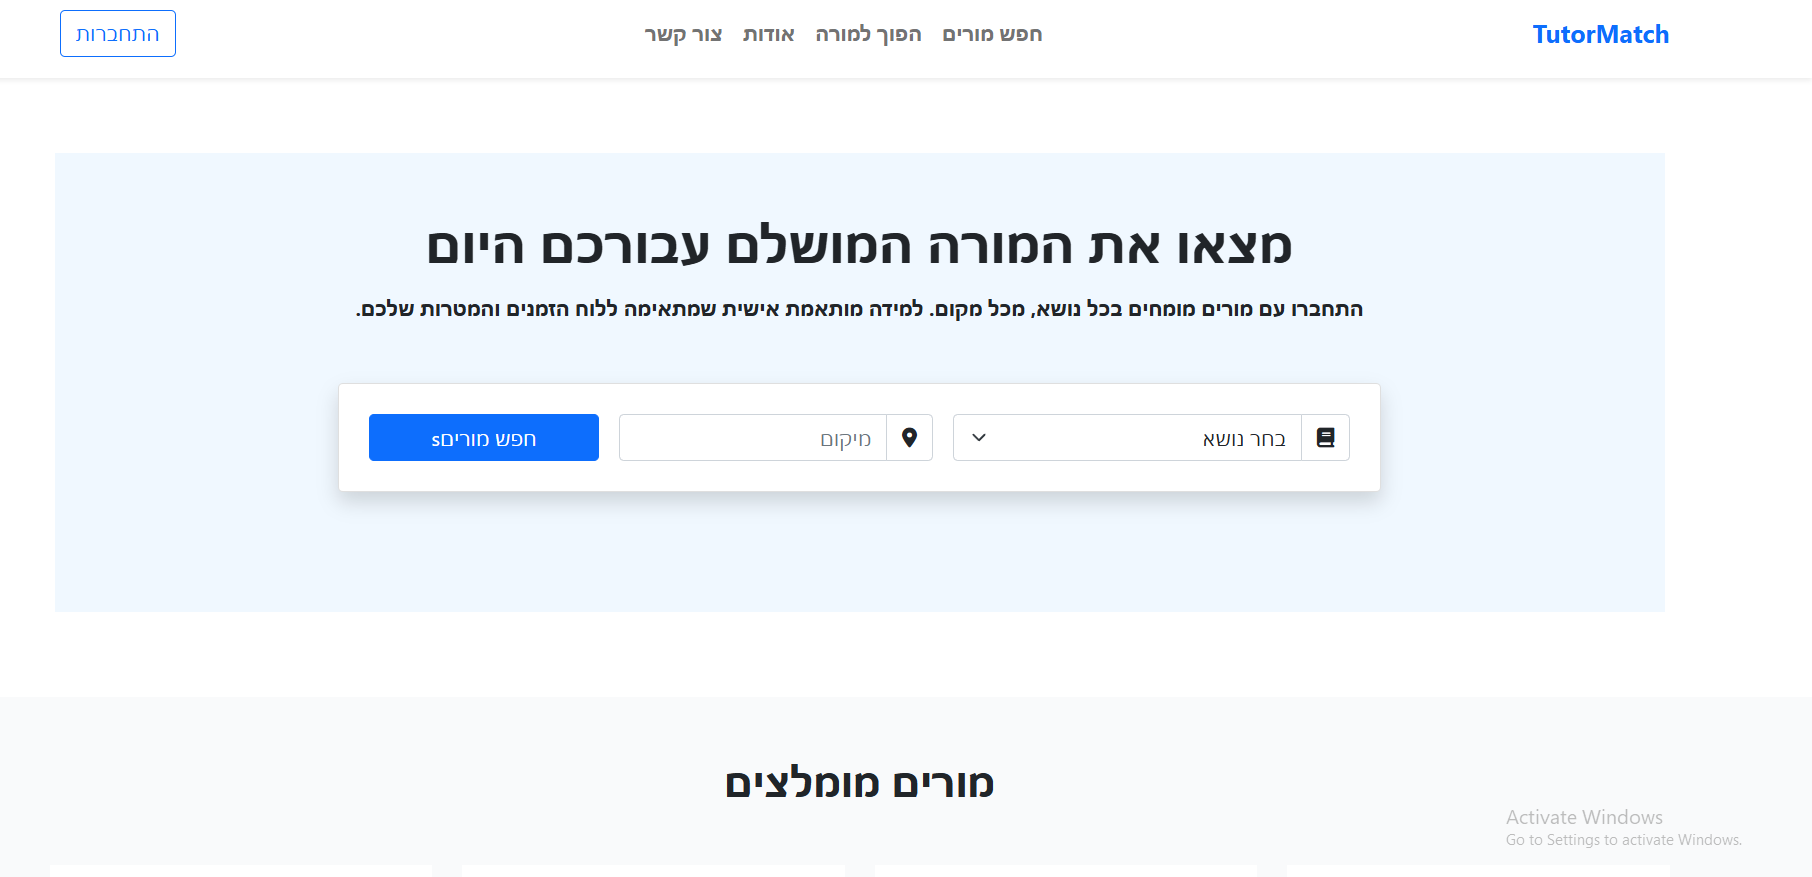 TutorMatch
חפש מורים
הפוך למורה
אודות
צור קשר
התחברות
מצאו את המורה המושלם עבורכם היום
התחברו עם מורים מומחים בכל נושא, מכל מקום. למידה מותאמת אישית שמתאימה ללוח הזמנים והמטרות שלכם.
בחר נושא
מיקום
חפש מוריםs
מורים מומלצים
Activate Windows
Go to Settings to activate Windows.